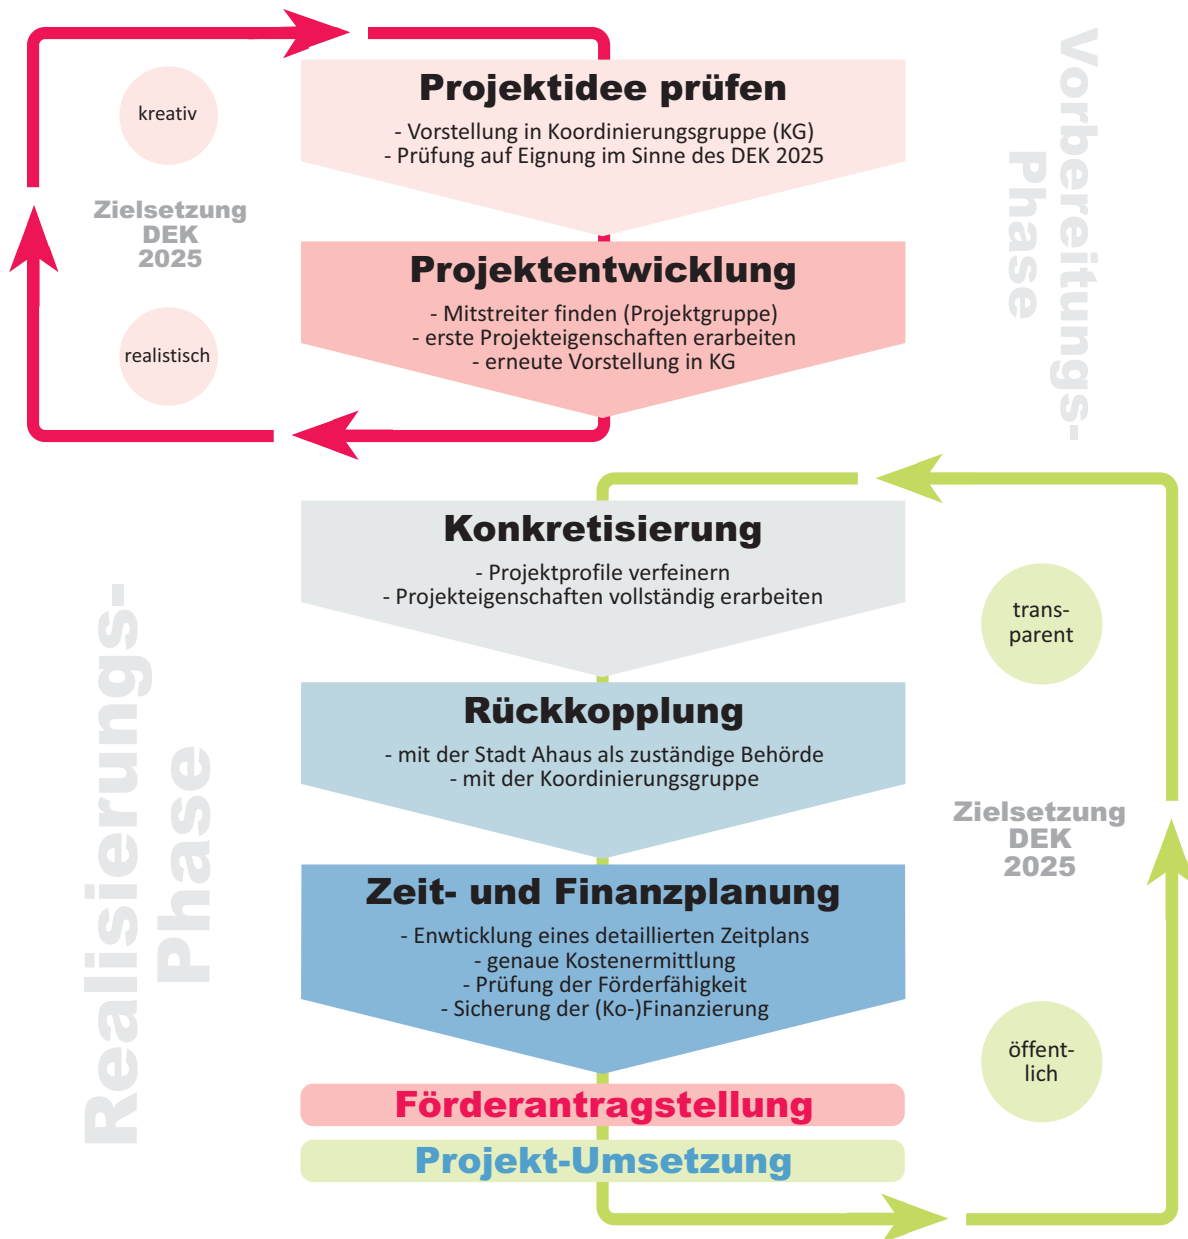 Vorbereitungs-
Phase
Projektidee prüfen
- Vorstellung in Koordinierungsgruppe (KG)
- Prüfung auf Eignung im Sinne des DEK 2025
kreativ
Zielsetzung
DEK
2025
realistisch
Projektentwicklung
- Mitstreiter finden (Projektgruppe)
- erste Projekteigenschaften erarbeiten
- erneute Vorstellung in KG
Realisierungs-
Phase
Konkretisierung
- Projektprofile verfeinern
- Projekteigenschaften vollständig erarbeiten
trans-
parent
Rückkopplung
- mit der Stadt Ahaus als zuständige Behörde
- mit der Koordinierungsgruppe
Zielsetzung
DEK
2025
Zeit- und Finanzplanung
- Enwticklung eines detaillierten Zeitplans
- genaue Kostenermittlung
- Prüfung der Förderfähigkeit
- Sicherung der (Ko-)Finanzierung
öffent-
lich
Förderantragstellung
Projekt-Umsetzung